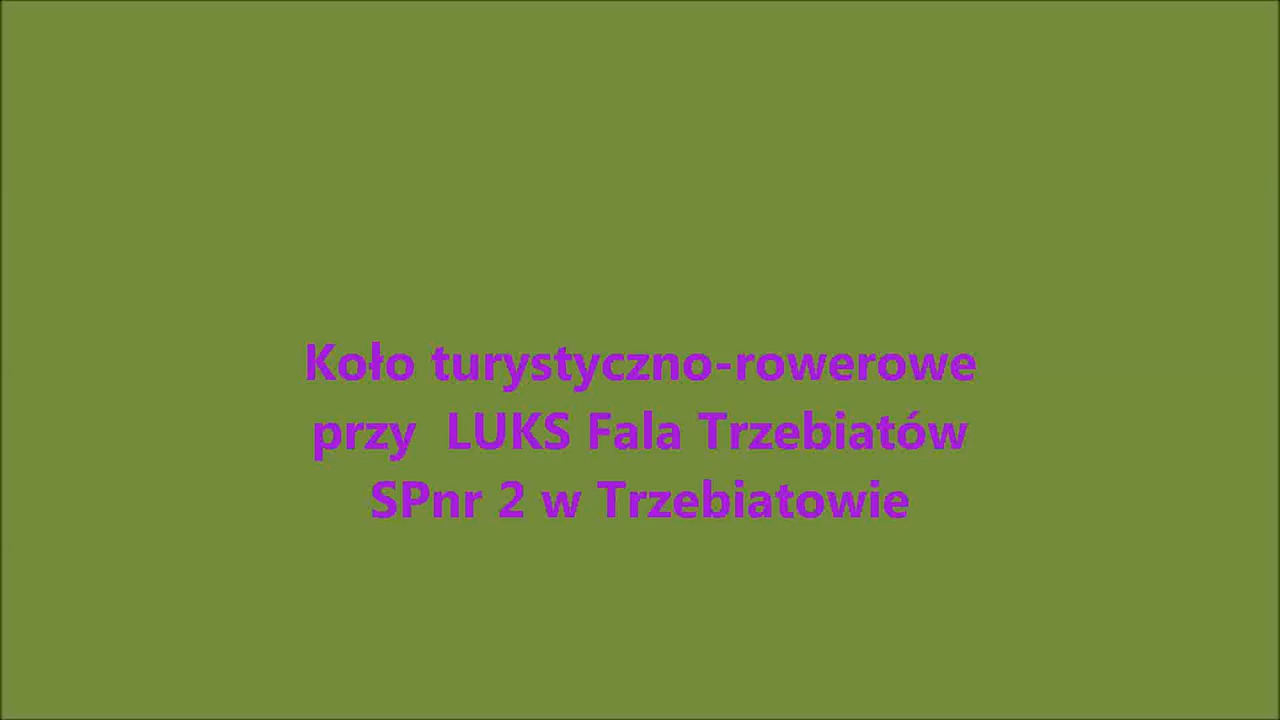 Koło turystyczno-rowerowe
przy  LUKS Fala Trzebiatów
SPnr 2 w Trzebiatowie